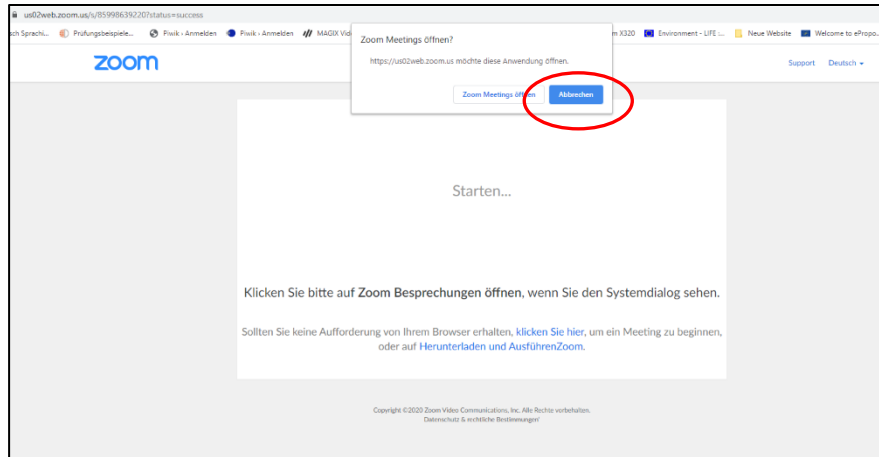 us02web.zoom.us/s/85998639220?status=success
sch Sprachi... Prüfungsbeispiele... Piwik › Anmelden Piwik › Anmelden MAGIX Vid m X320 Environment - LIFE :... Neue Website Welcome to ePropo.
Zoom Meetings öffnen?
https://us02web.zoom.us möchte diese Anwendung öffnen.
Zoom Meetings öffnen Abbrechen
zoom
Support Deutsch
Starten...
Klicken Sie bitte auf Zoom Besprechungen öffnen, wenn Sie den Systemdialog sehen.
Sollten Sie keine Aufforderung von Ihrem Browser erhalten, klicken Sie hier, um ein Meeting zu beginnen,
oder auf Herunterladen und AusführenZoom.
Copyright ©2020 Zoom Video Communications, Inc. Alle Rechte vorbehalten.
Datenschutz & rechtliche Bestimmungen!